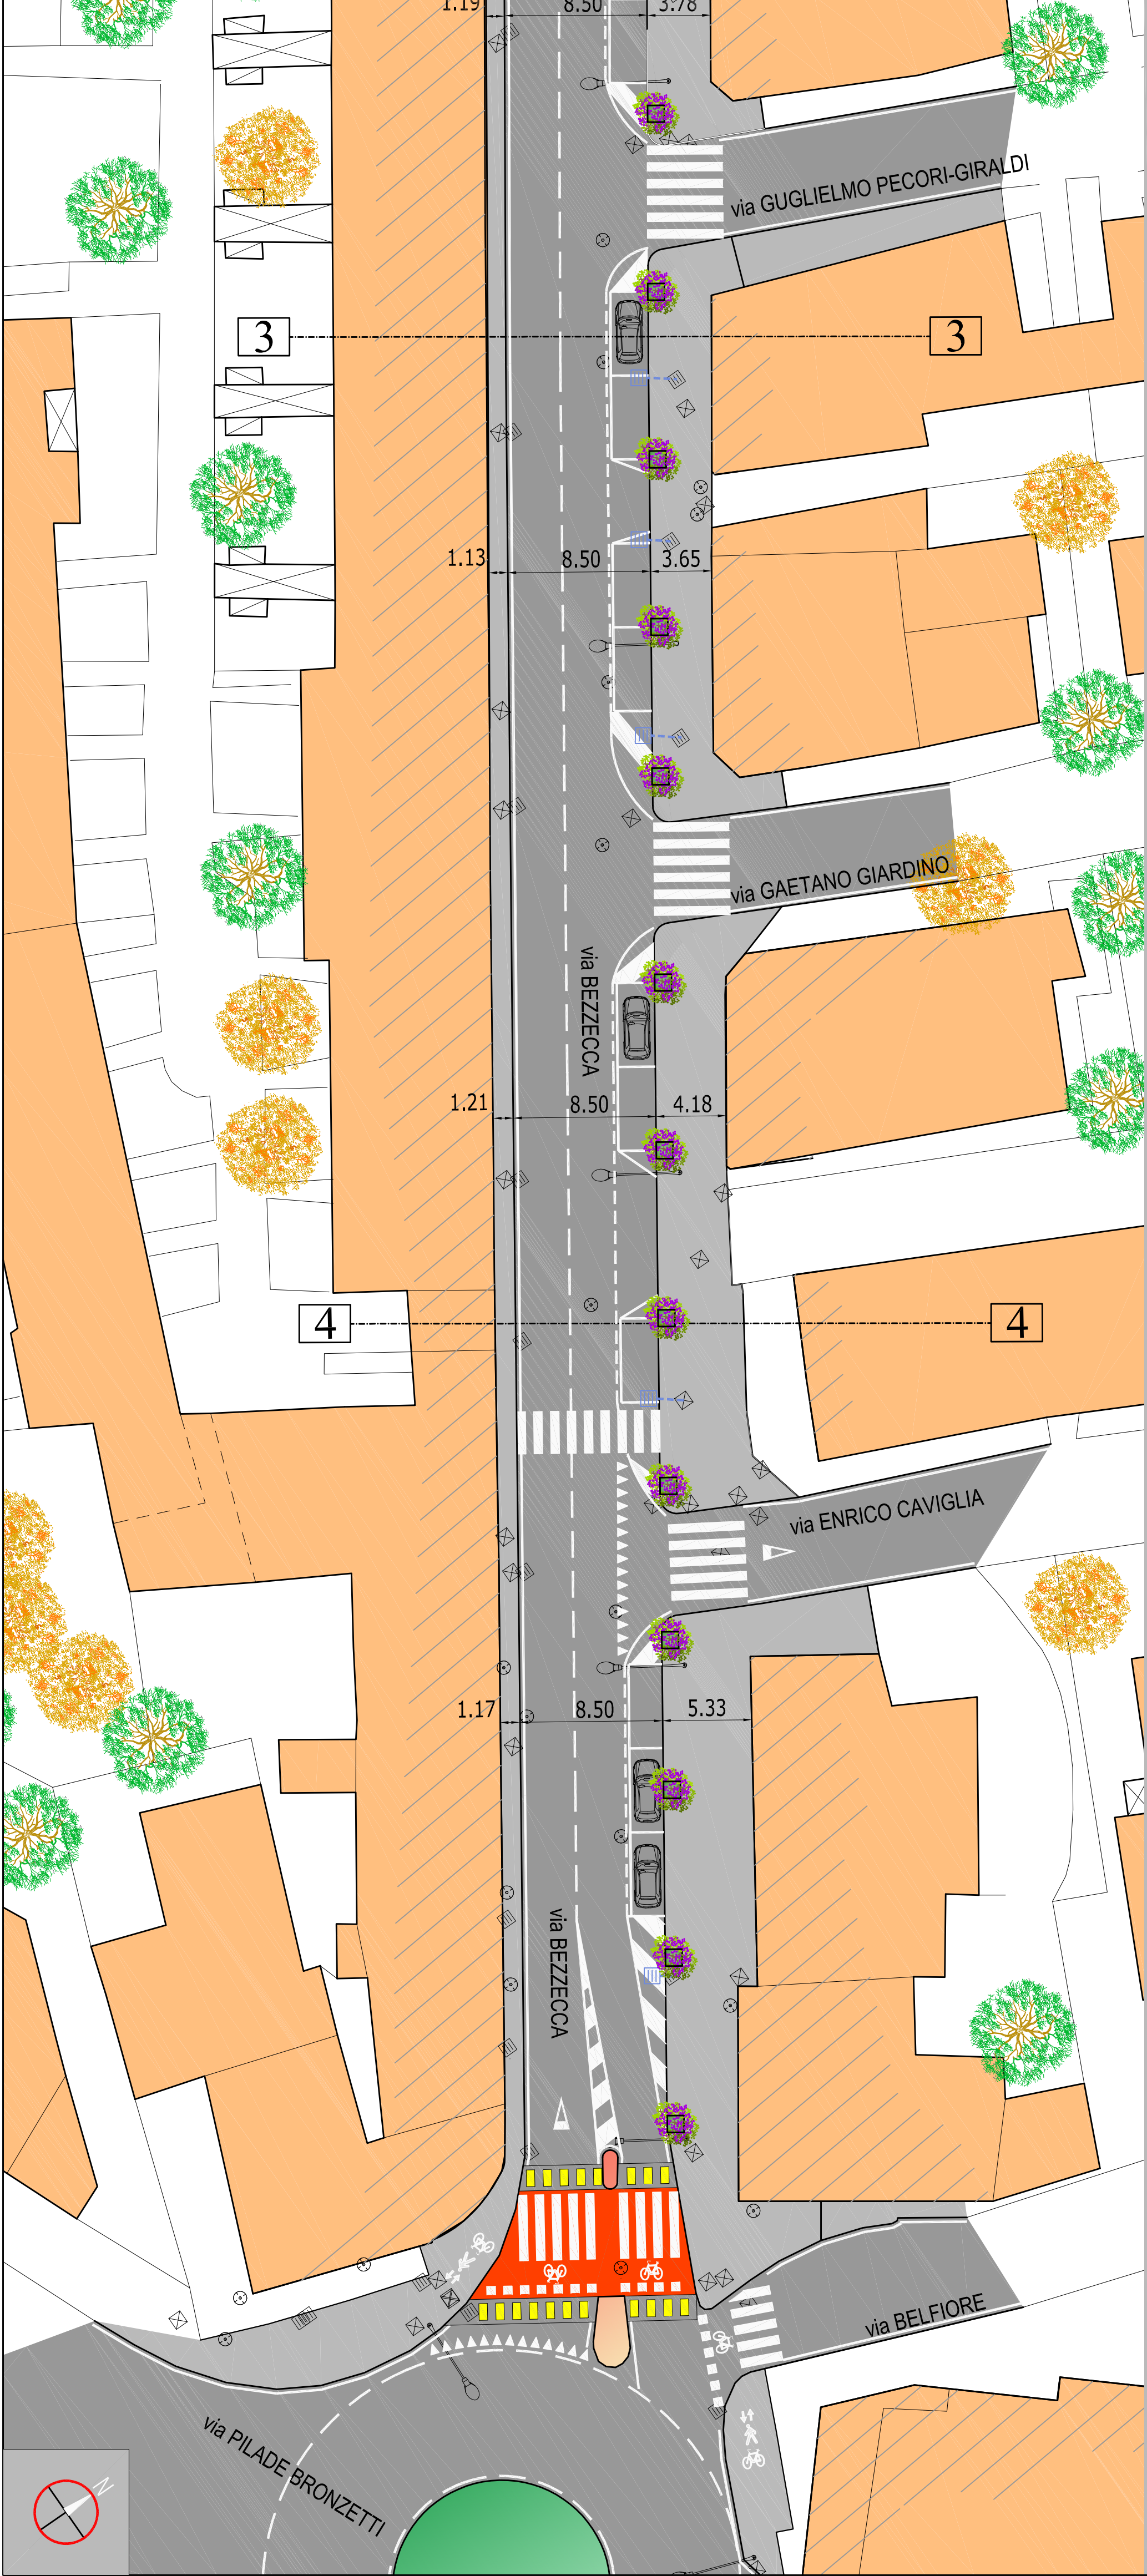 1.19 8.50 3.78
via GUGLIELMO PECORI-GIRALDI
3 3
1.13 8.50 3.65
via GAETANO GIARDINO
via BEZZECCA
1.21 8.50 4.18
4 4
via ENRICO CAVIGLIA
1.17 8.50 5.33
via BEZZECCA
via BELFIORE
via PILADE BRONZETTI
N